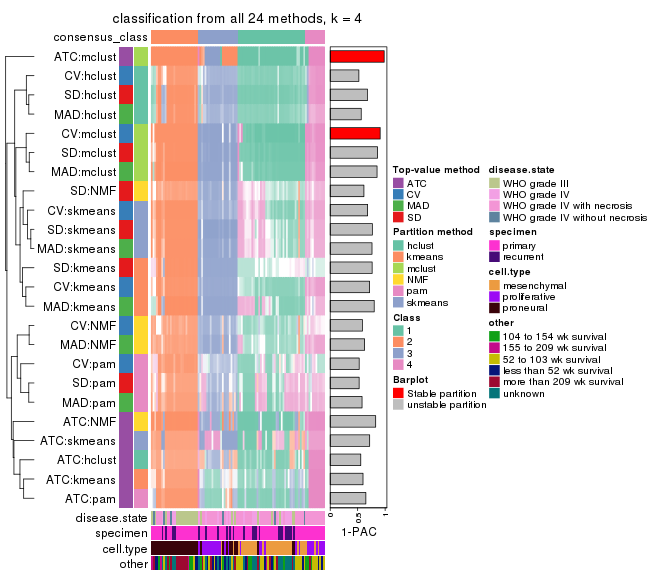 classification from all 24 methods, k = 4
consensus_class
ATC:mclust
CV:hclust
SD:hclust
MAD:hclust
CV:mclust
SD:mclust
MAD:mclust
SD:NMF
CV:skmeans
SD:skmeans
MAD:skmeans
SD:kmeans
CV:kmeans
MAD:kmeans
CV:NMF
MAD:NMF
CV:pam
SD:pam
MAD:pam
ATC:NMF
ATC:skmeans
ATC:hclust
ATC:kmeans
ATC:pam
disease.state
specimen
cell.type
other
0
0.5
1
1-PAC
Top-value method
ATC
CV
MAD
SD
Partition method
hclust
kmeans
mclust
NMF
pam
skmeans
Class
1
2
3
4
Barplot
Stable partition
unstable partition
disease.state
WHO grade III
WHO grade IV
WHO grade IV with necrosis
WHO grade IV without necrosis
specimen
primary
recurrent
cell.type
mesenchymal
proliferative
proneural
other
104 to 154 wk survival
155 to 209 wk survival
52 to 103 wk survival
less than 52 wk survival
more than 209 wk survival
unknown